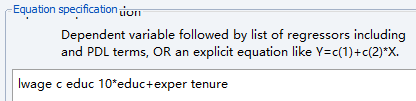 Equation specification
Dependent variable followed by list of regressors including
and PDL terms, OR an explicit equation like Y=c(1)+c(2)*X.
lwage c educ 10*educ+exper tenure